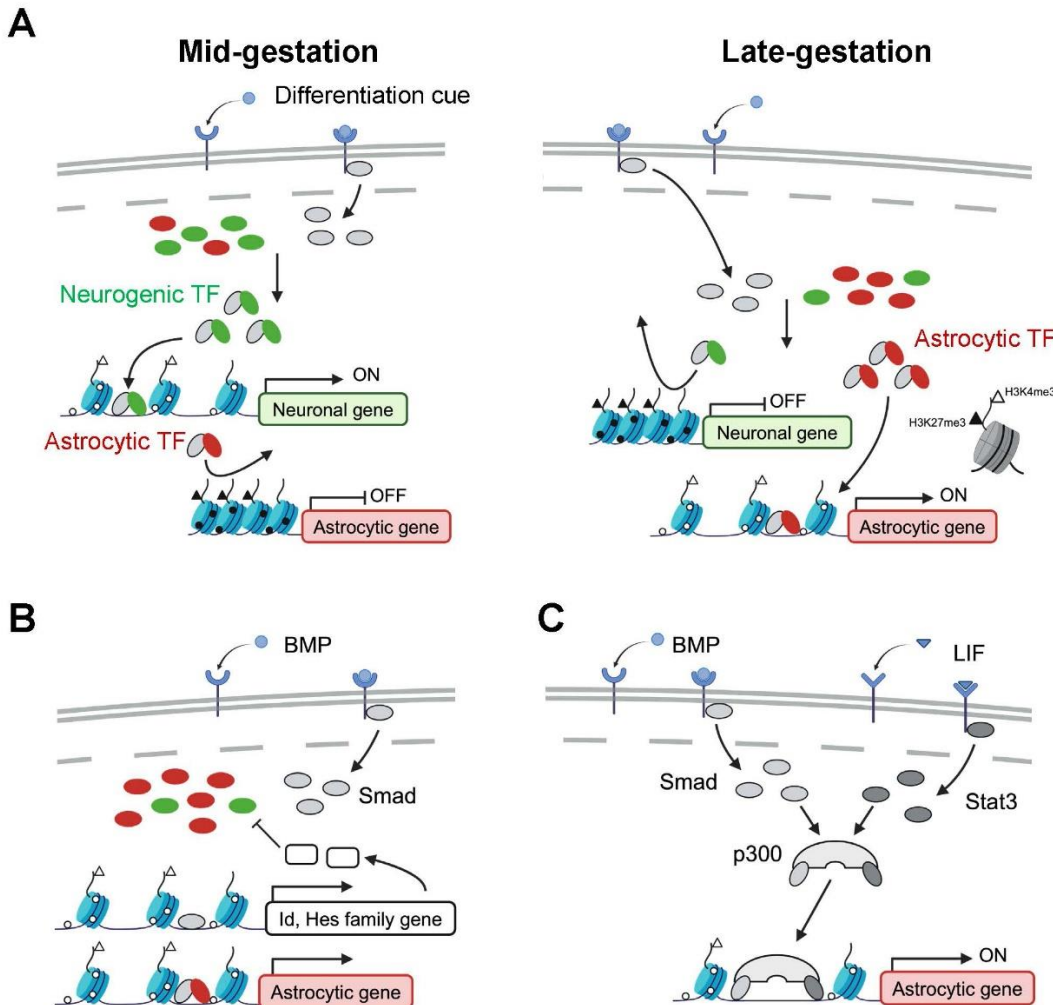 A
Mid-gestation
Late-gestation
Differentiation cue
Neurogenic TF
ON
Neuronal gene
Astrocytic TF
OFF
Astrocytic gene
Astrocytic TF
H3K4me3
H3K27me3
OFF
Neuronal gene
ON
Astrocytic gene
B
BMP
Smad
Id, Hes family gene
Astrocytic gene
C
BMP
LIF
Smad
Stat3
p300
ON
Astrocytic gene